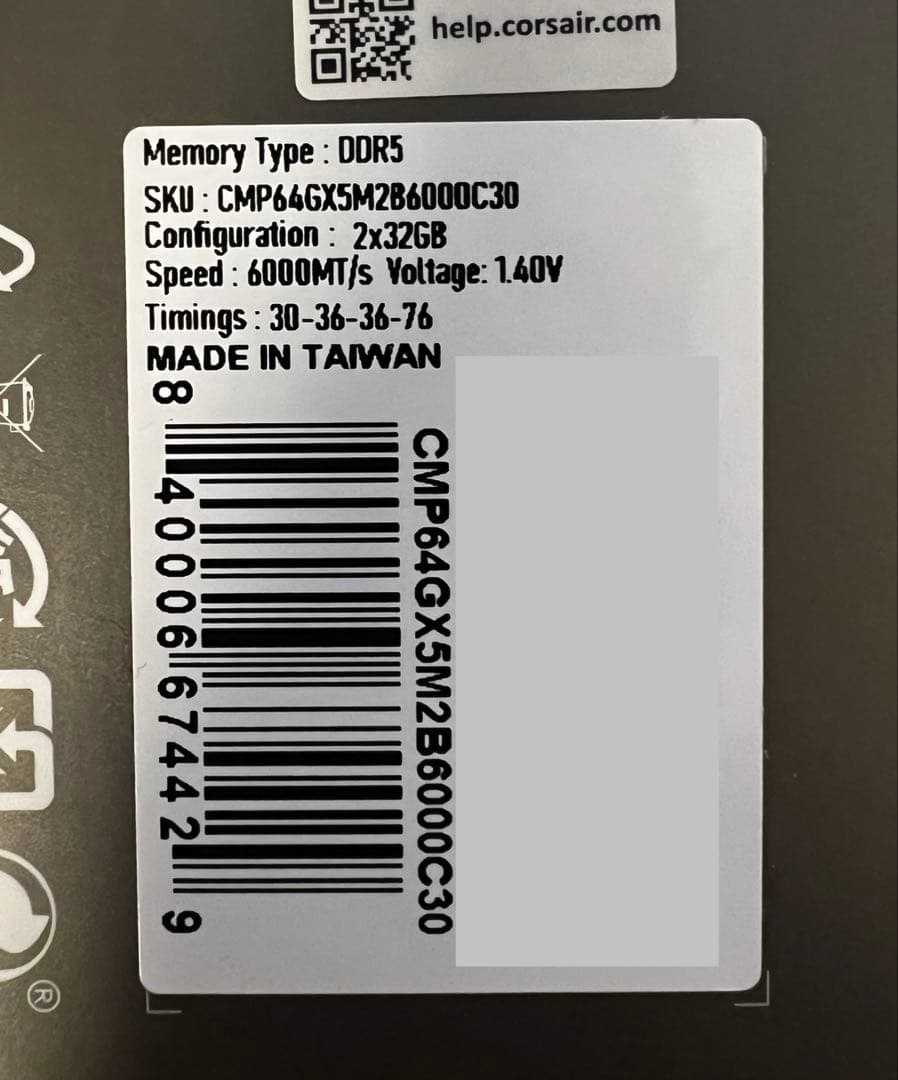 help.corsair.com
Memory Type : DDR5
SKU : CMP64GX5M2B6000C30
Configuration : 2x32GB
Speed : 6000MT/s Voltage: 1.40V
Timings : 30-36-36-76
MADE IN TAIWAN
8 40006 67442 9
CMP64GX5M2B6000C30
®